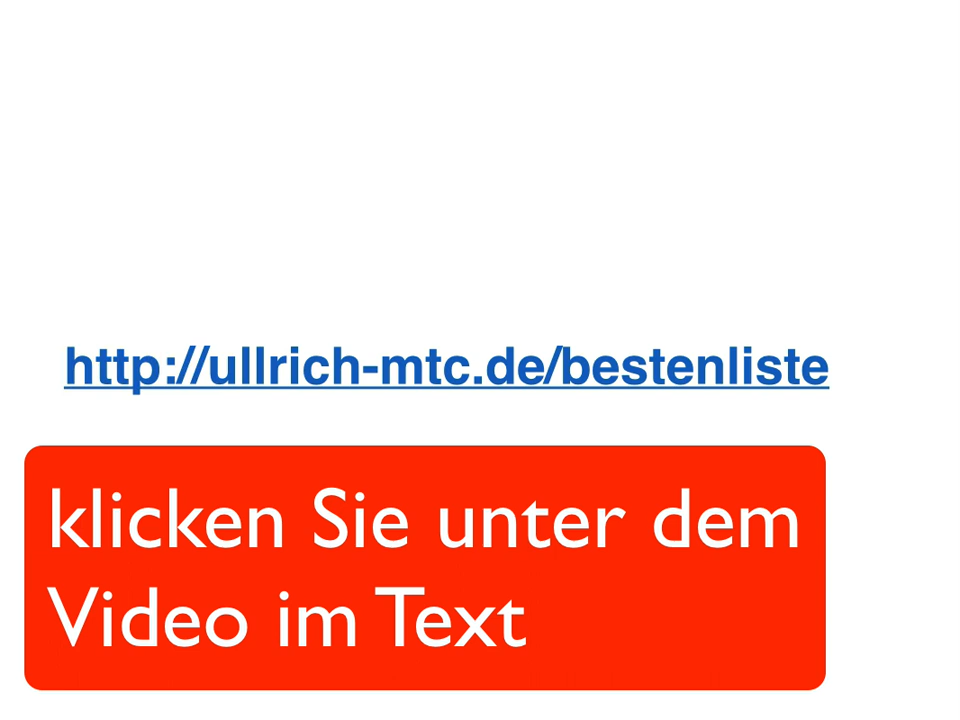 http://ullrich-mtc.de/bestenliste
klicken Sie unter dem
Video im Text